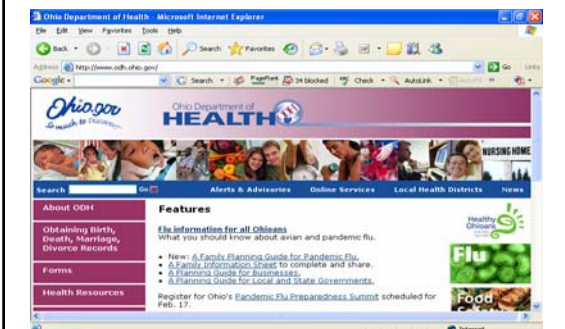 Ohio Department of Health - Microsoft Internet Explorer
File Edit View Favorites Tools Help
Back Search Favorites
Address http://www.odh.ohio.gov/ Go Links
Google Search PageRank 34 blocked Check AutoLink
Ohio.gov
So much to Discover
Ohio Department of
HEALTH
NURSING HOME
Search Go Alerts & Advisories Online Services Local Health Districts News
About ODH
Obtaining Birth,
Death, Marriage,
Divorce Records
Forms
Health Resources
Features
Flu information for all Ohioans
What you should know about avian and pandemic flu.
• New: A Family Planning Guide for Pandemic Flu.
• A Family Information Sheet to complete and share.
• A Planning Guide for Businesses.
• A Planning Guide for Local and State Governments.
Register for Ohio's Pandemic Flu Preparedness Summit scheduled for
Feb. 17.
Healthy
Ohioans
Flu
Food
Internet